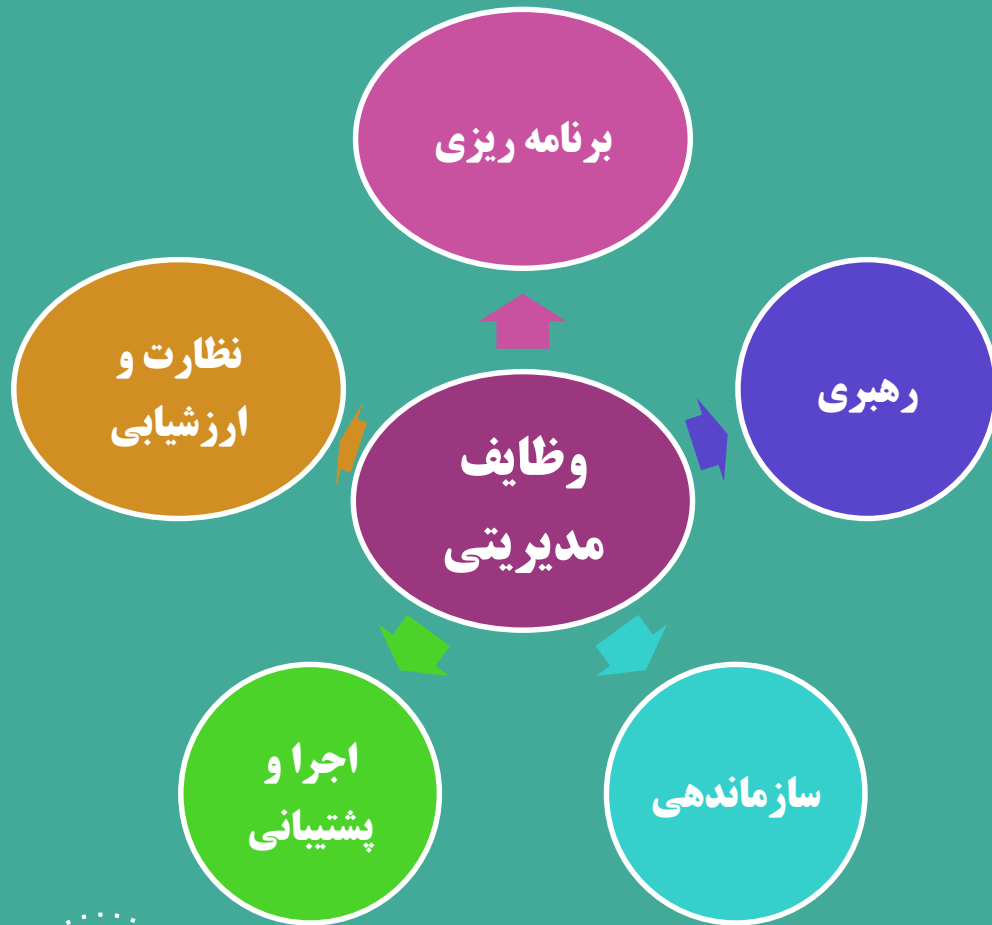 برنامه ریزی
رهبری
نظارت و
ارزشیابی
وظایف
مدیریتی
سازماندهی
اجرا و
پشتیبانی